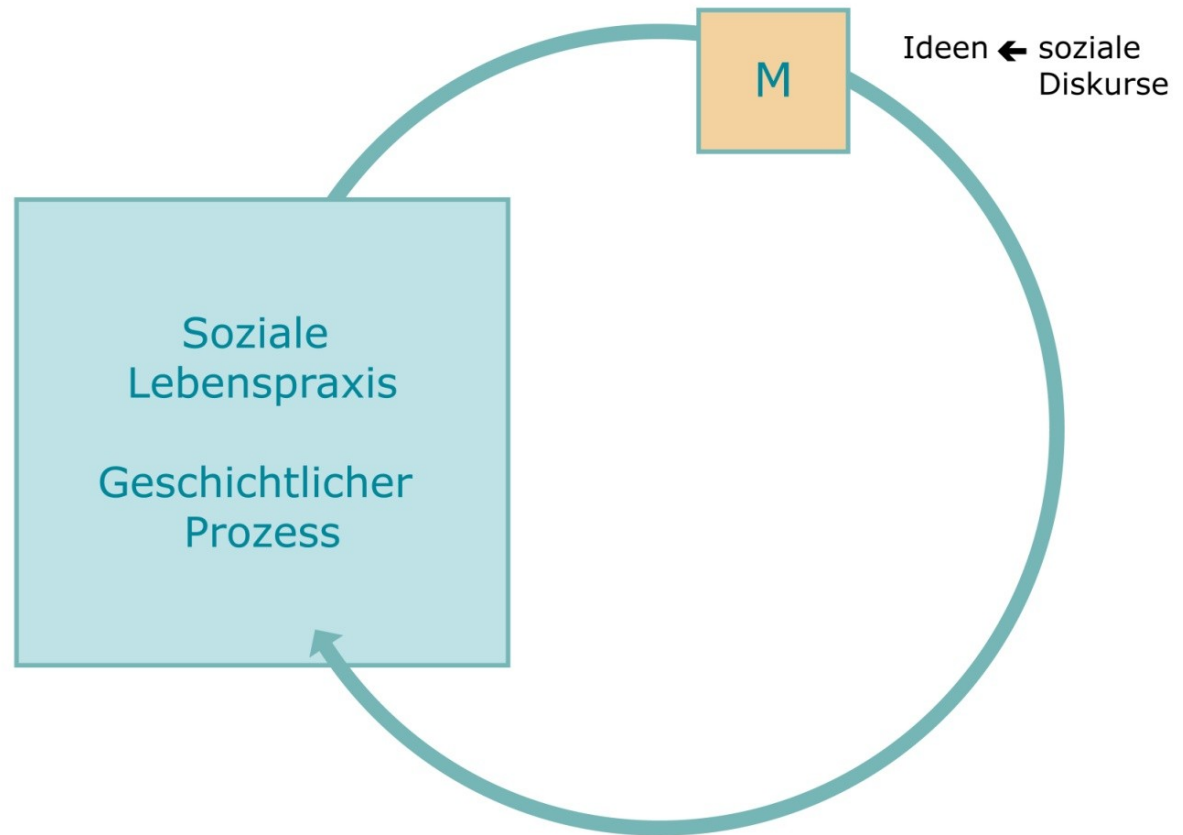 M
Ideen ← soziale
Diskurse
Soziale
Lebenspraxis
Geschichtlicher
Prozess